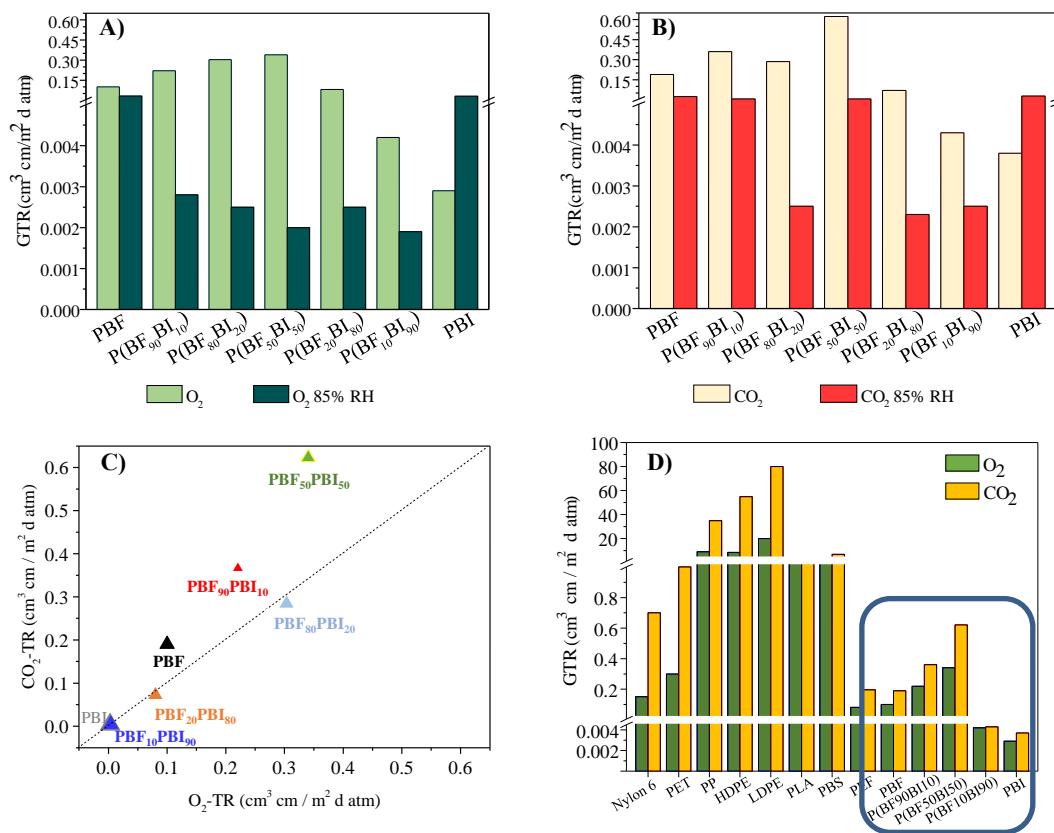 A)
0.60
0.45
0.30
0.15
0.004
0.003
0.002
0.001
0.000
GTR(cm³ cm/m² d atm)
PBF
P(BF₉₀BI₁₀)
P(BF₈₀BI₂₀)
P(BF₅₀BI₅₀)
P(BF₂₀BI₈₀)
P(BF₁₀BI₉₀)
PBI
O₂
O₂ 85% RH
B)
0.60
0.45
0.30
0.15
0.004
0.003
0.002
0.001
0.000
GTR(cm³ cm/m² d atm)
PBF
P(BF₉₀BI₁₀)
P(BF₈₀BI₂₀)
P(BF₅₀BI₅₀)
P(BF₂₀BI₈₀)
P(BF₁₀BI₉₀)
PBI
CO₂
CO₂ 85% RH
C)
0.6
0.5
0.4
0.3
0.2
0.1
0.0
CO₂-TR (cm³ cm / m² d atm)
PBF₅₀PBI₅₀
PBF₉₀PBI₁₀
PBF₈₀PBI₂₀
PBF
PBF₂₀PBI₈₀
PBI
PBF₁₀PBI₉₀
0.0
0.1
0.2
0.3
0.4
0.5
0.6
O₂-TR (cm³ cm / m² d atm)
D)
O₂
CO₂
100
80
60
40
20
0.8
0.6
0.4
0.2
0.004
0.002
0.000
GTR(cm³ cm / m² d atm)
Nylon 6
PET
PP
HDPE
LDPE
PLA
PBS
PEF
PBF
P(BF90BI10)
P(BF50BI50)
P(BF10BI90)
PBI